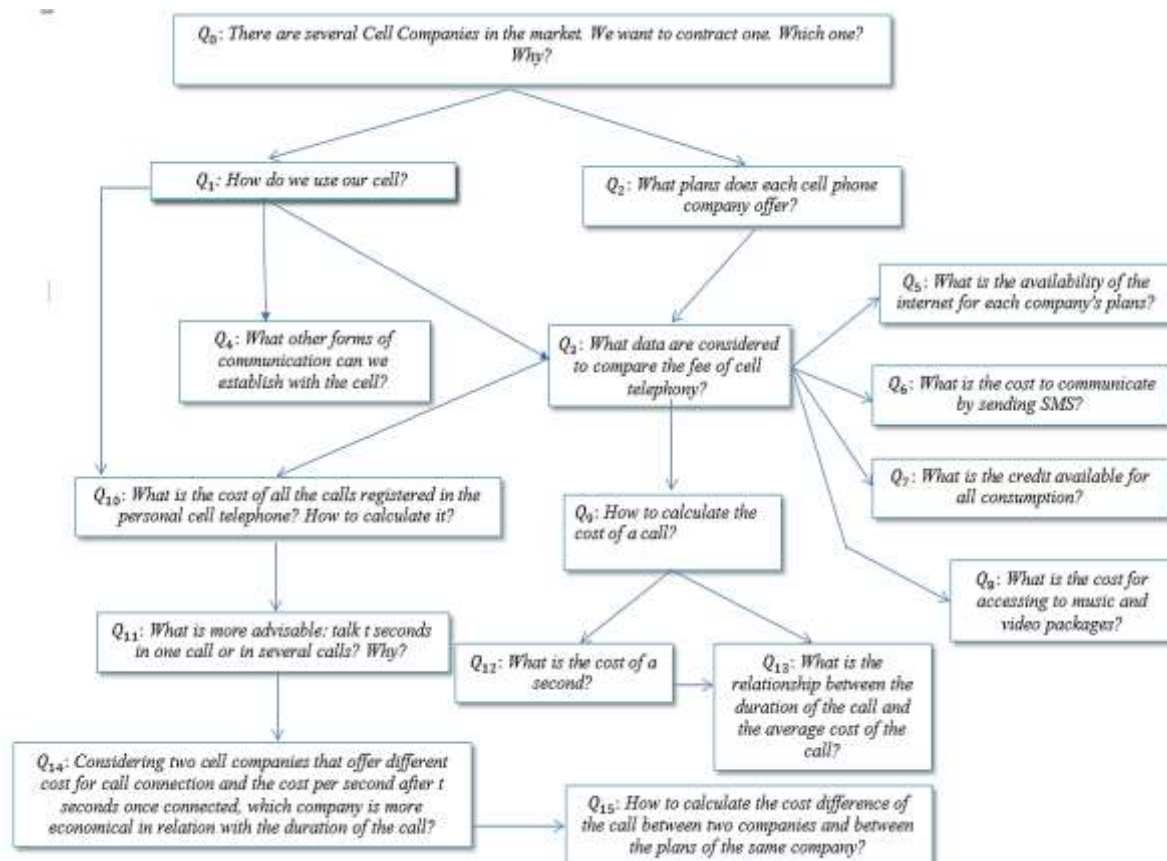 Q₀: There are several Cell Companies in the market. We want to contract one. Which one?
Why?
Q₁: How do we use our cell?
Q₂: What plans does each cell phone
company offer?
Q₅: What is the availability of the
internet for each company's plans?
Q₄: What other forms of
communication can we
establish with the cell?
Q₃: What data are considered
to compare the fee of cell
telephony?
Q₆: What is the cost to communicate
by sending SMS?
Q₇: What is the credit available for
all consumption?
Q₁₀: What is the cost of all the calls registered in the
personal cell telephone? How to calculate it?
Q₉: How to calculate the
cost of a call?
Q₈: What is the cost for
accessing to music and
video packages?
Q₁₁: What is more advisable: talk t seconds
in one call or in several calls? Why?
Q₁₂: What is the cost of a
second?
Q₁₃: What is the
relationship between the
duration of the call and
the average cost of the
call?
Q₁₄: Considering two cell companies that offer different
cost for call connection and the cost per second after t
seconds once connected, which company is more
economical in relation with the duration of the call?
Q₁₅: How to calculate the cost difference of
the call between two companies and between
the plans of the same company?